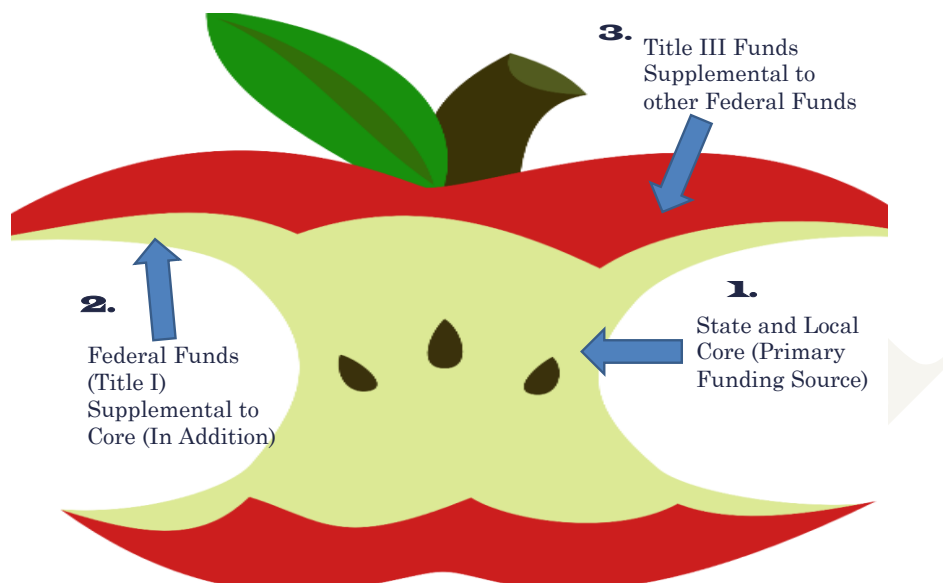 3.
Title III Funds
Supplemental to
other Federal Funds
1.
State and Local
Core (Primary
Funding Source)
2.
Federal Funds
(Title I)
Supplemental to
Core (In Addition)